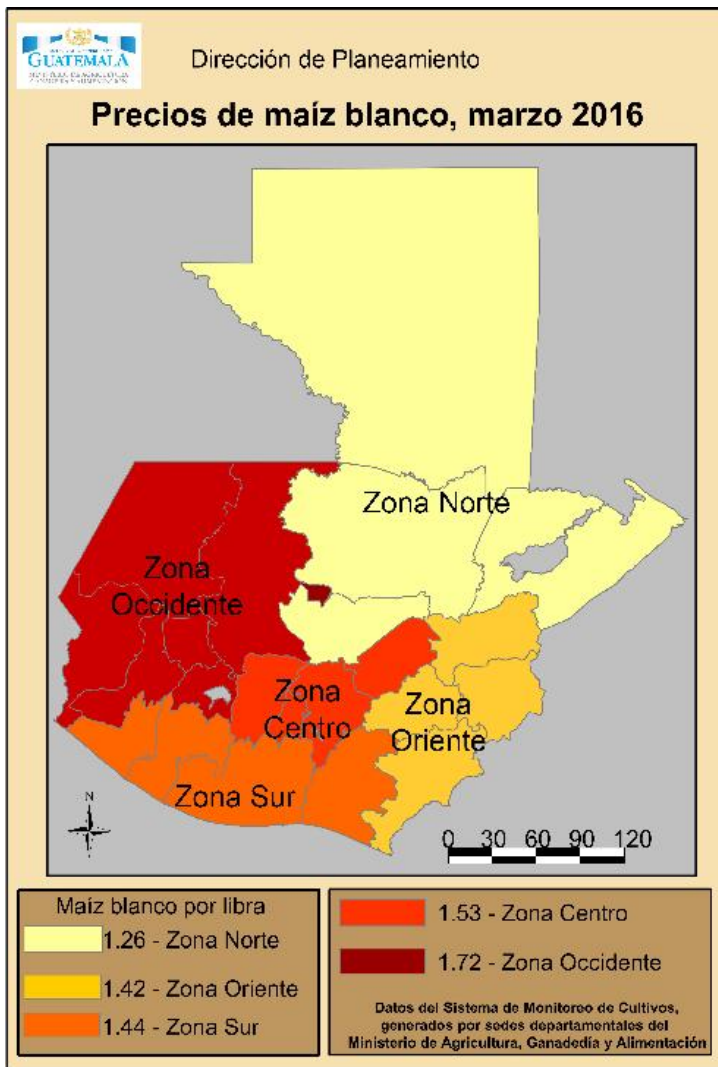 GUATEMALA
Dirección de Planeamiento
Precios de maíz blanco, marzo 2016
Zona Norte
Zona
Occidente
Zona
Centro
Zona
Oriente
Zona Sur
N
0 30 60 90 120
Maíz blanco por libra
1.26 - Zona Norte
1.42 - Zona Oriente
1.44 - Zona Sur
1.53 - Zona Centro
1.72 - Zona Occidente
Datos del Sistema de Monitoreo de Cultivos,
generados por sedes departamentales del
Ministerio de Agricultura, Ganadedía y Alimentación